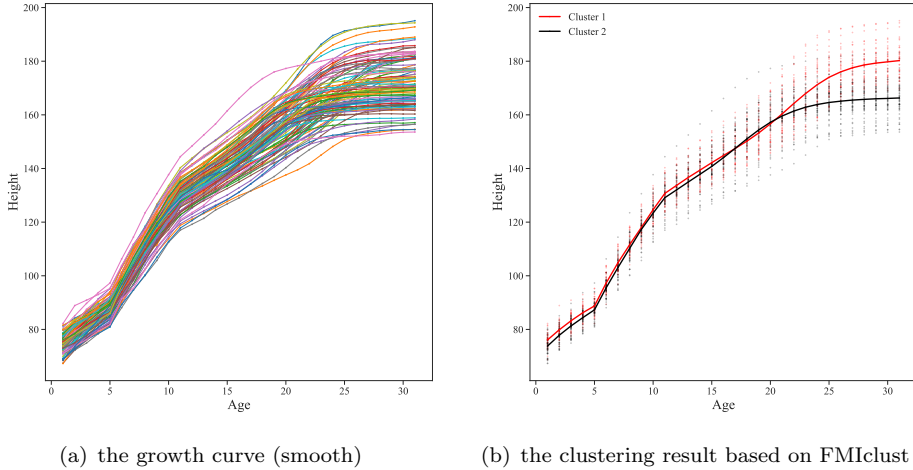 200
180
160
140
120
100
80
Height
0 5 10 15 20 25 30
Age
(a) the growth curve (smooth)
Cluster 1
Cluster 2
200
180
160
140
120
100
80
Height
0 5 10 15 20 25 30
Age
(b) the clustering result based on FMIclust